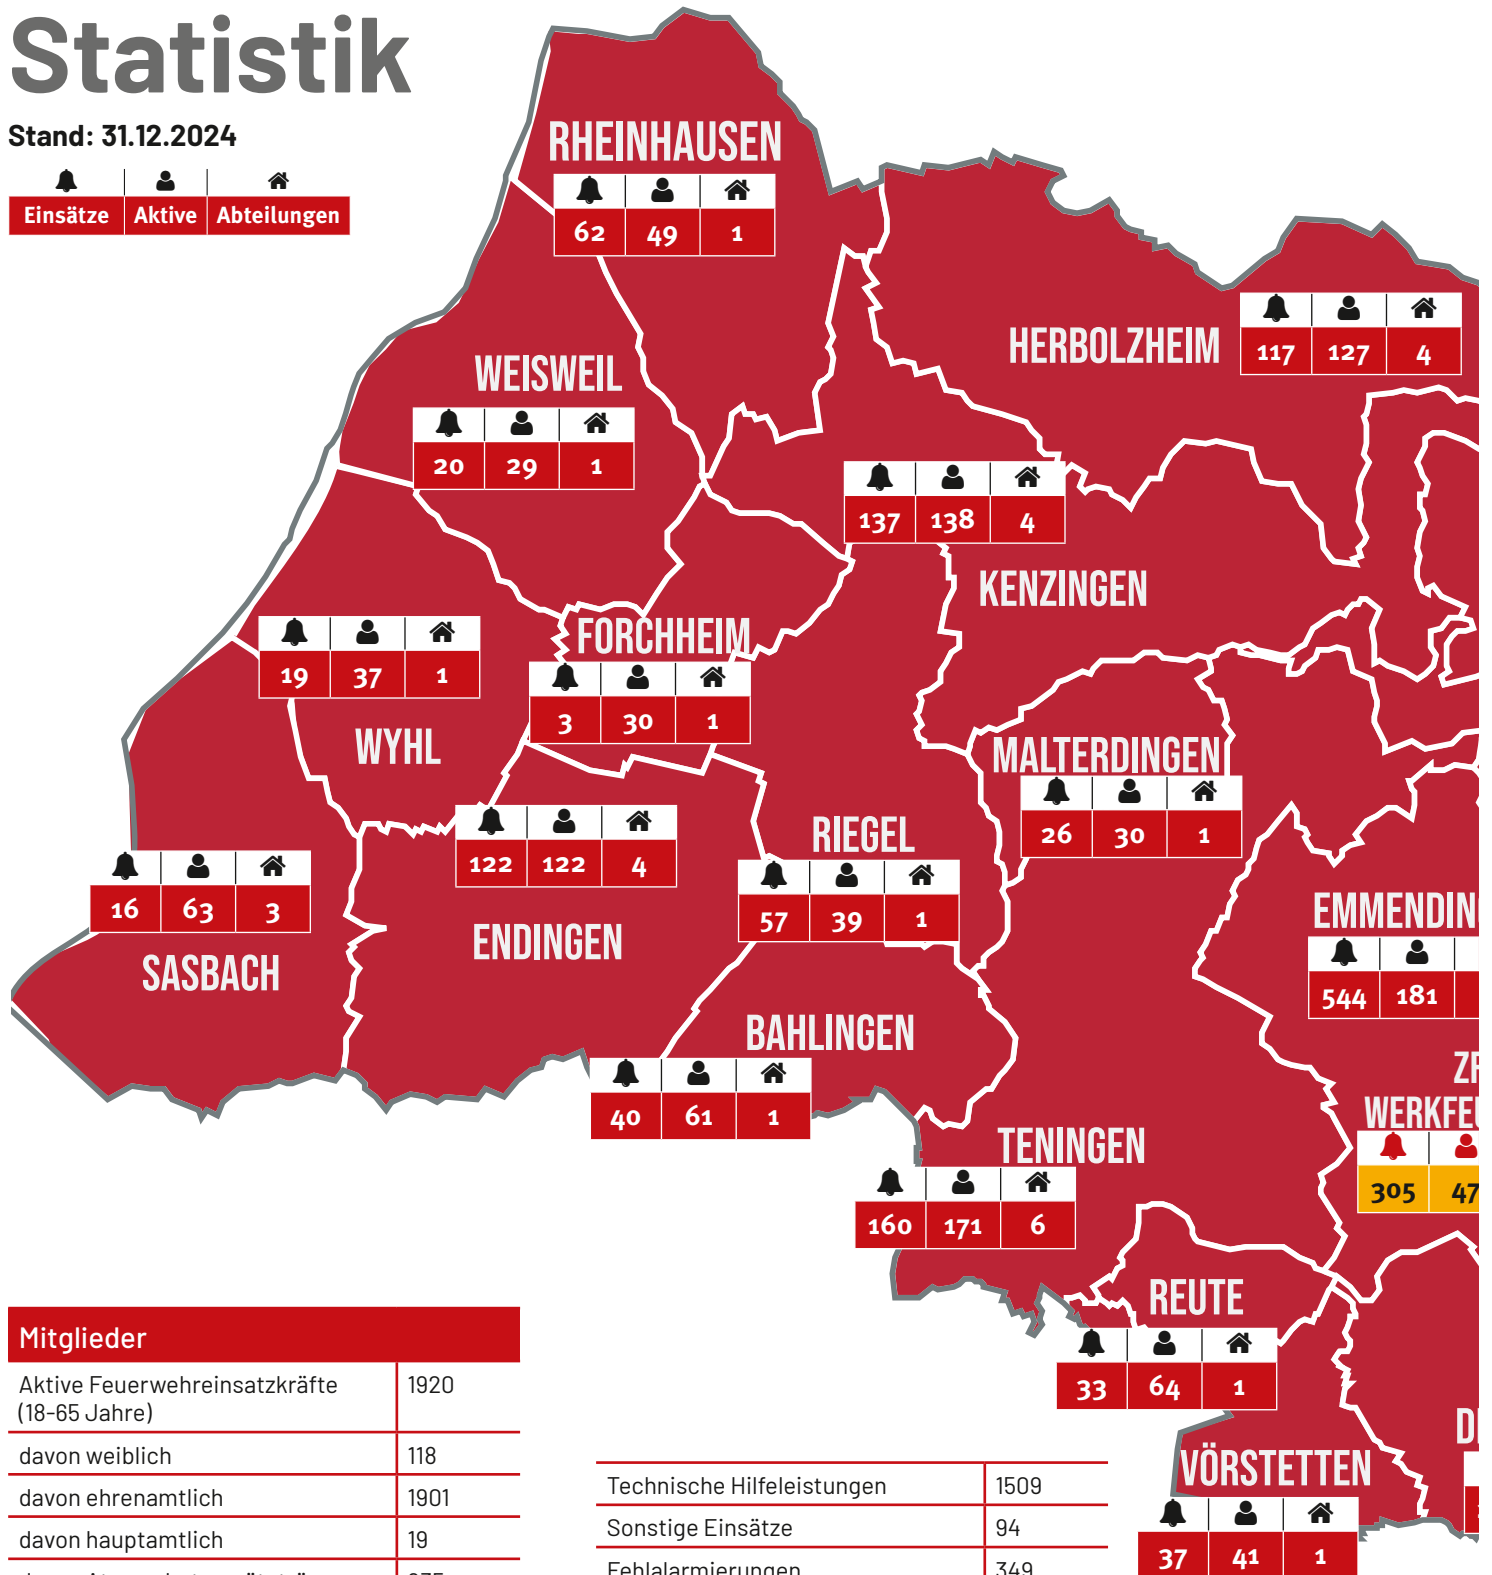 Statistik
Stand: 31.12.2024
Einsätze Aktive Abteilungen
RHEINHAUSEN
62 49 1
HERBOLZHEIM
117 127 4
WEISWEIL
20 29 1
137 138 4
KENZINGEN
FORCHHEIM
3 30 1
19 37 1
WYHL
MALTERDINGEN
26 30 1
122 122 4
ENDINGEN
RIEGEL
57 39 1
16 63 3
SASBACH
EMMENDIN
544 181
BAHLINGEN
40 61 1
WERKFE
305 47
TENINGEN
160 171 6
REUTE
33 64 1
VÖRSTETTEN
37 41 1
Mitglieder
Aktive Feuerwehreinsatzkräfte 1920
(18-65 Jahre)
davon weiblich 118
davon ehrenamtlich 1901
davon hauptamtlich 19
Technische Hilfeleistungen 1509
Sonstige Einsätze 94
Fehlalarmierungen 349